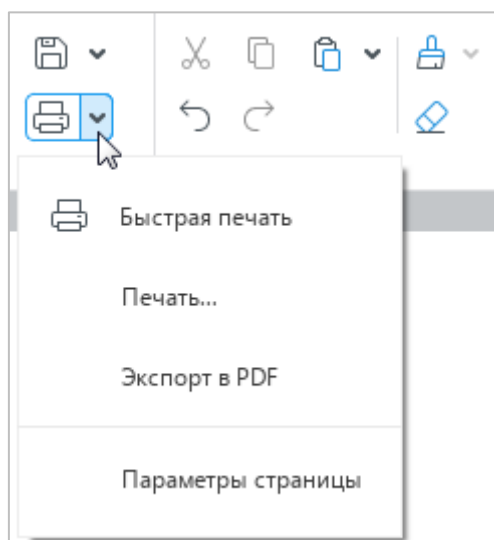 Быстрая печать
Печать...
Экспорт в PDF
Параметры страницы